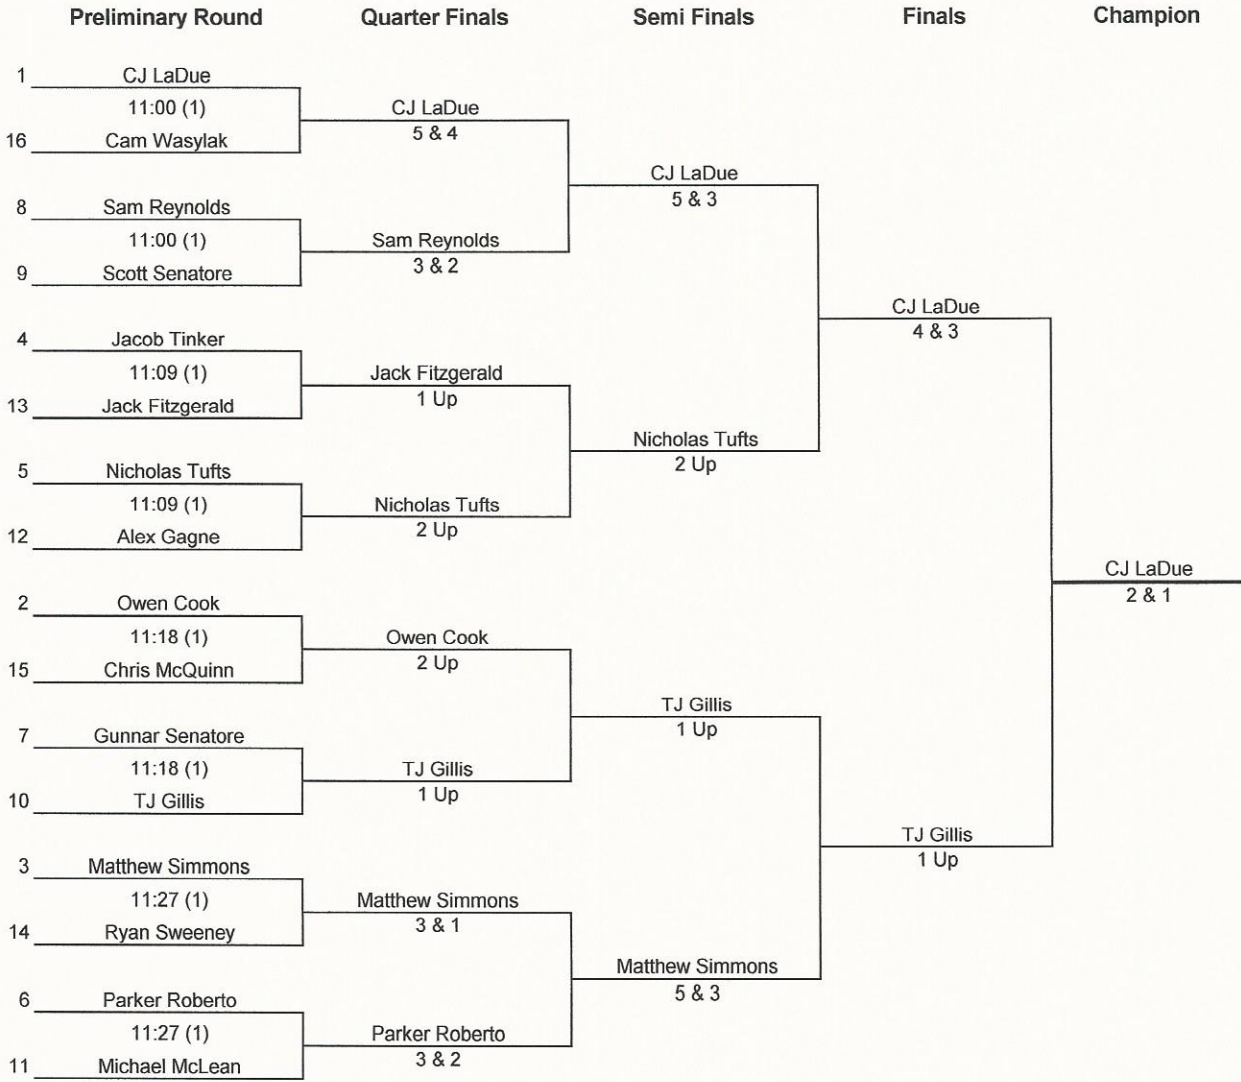 Preliminary Round Quarter Finals Semi Finals Finals Champion
1 CJ LaDue
11:00 (1)
16 Cam Wasylak
8 Sam Reynolds
11:00 (1)
9 Scott Senatore
4 Jacob Tinker
11:09 (1)
13 Jack Fitzgerald
5 Nicholas Tufts
11:09 (1)
12 Alex Gagne
2 Owen Cook
11:18 (1)
15 Chris McQuinn
7 Gunnar Senatore
11:18 (1)
10 TJ Gillis
3 Matthew Simmons
11:27 (1)
14 Ryan Sweeney
6 Parker Roberto
11:27 (1)
11 Michael McLean
CJ LaDue
5 & 4
Sam Reynolds
3 & 2
Jack Fitzgerald
1 Up
Nicholas Tufts
2 Up
Owen Cook
2 Up
TJ Gillis
1 Up
Matthew Simmons
3 & 1
Parker Roberto
3 & 2
CJ LaDue
5 & 3
Nicholas Tufts
2 Up
TJ Gillis
1 Up
Matthew Simmons
5 & 3
CJ LaDue
4 & 3
TJ Gillis
1 Up
CJ LaDue
2 & 1